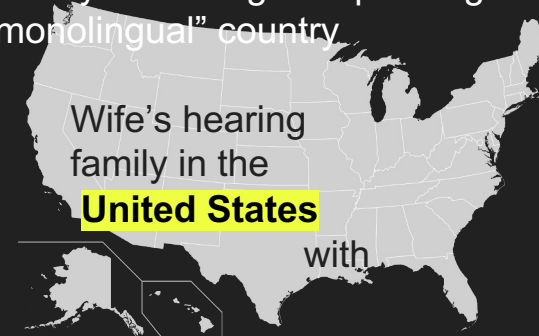 monolingual” country
Wife’s hearing
family in the
United States
with